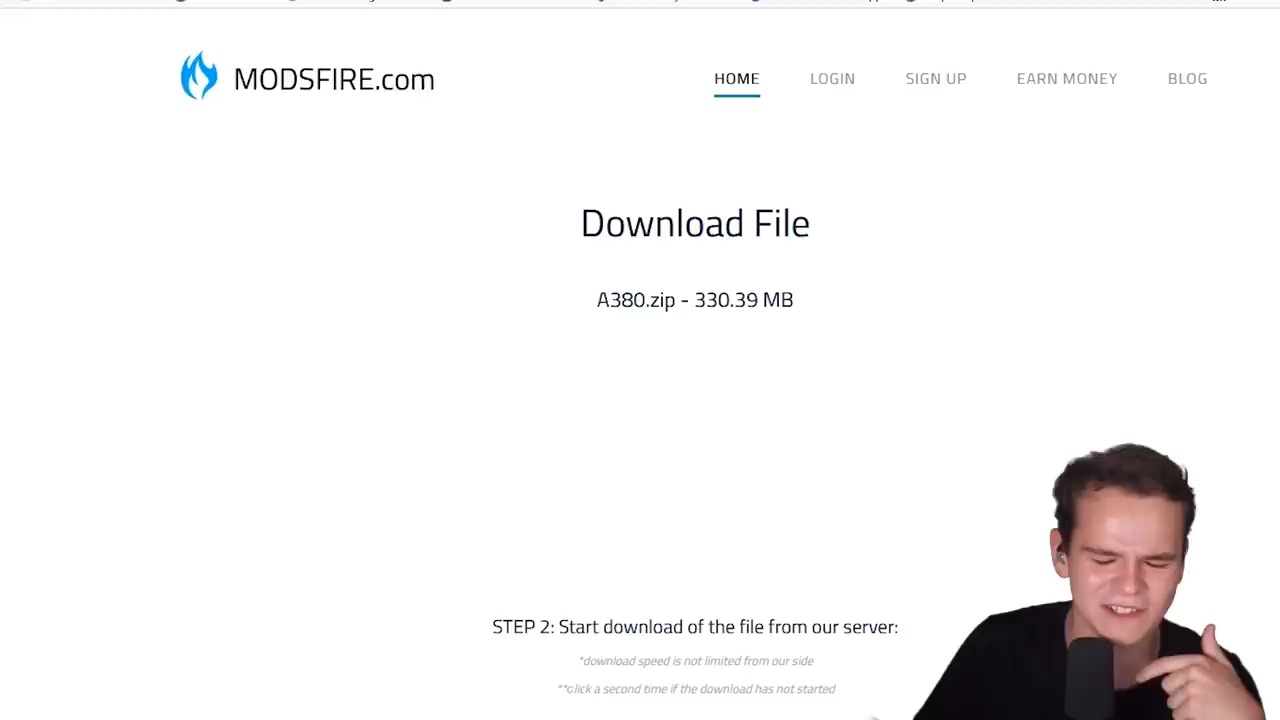 MODSFIRE.com
HOME LOGIN SIGN UP EARN MONEY BLOG
Download File
A380.zip - 330.39 MB
STEP 2: Start download of the file from our server:
*download speed is not limited from our side
**click a second time if the download has not started